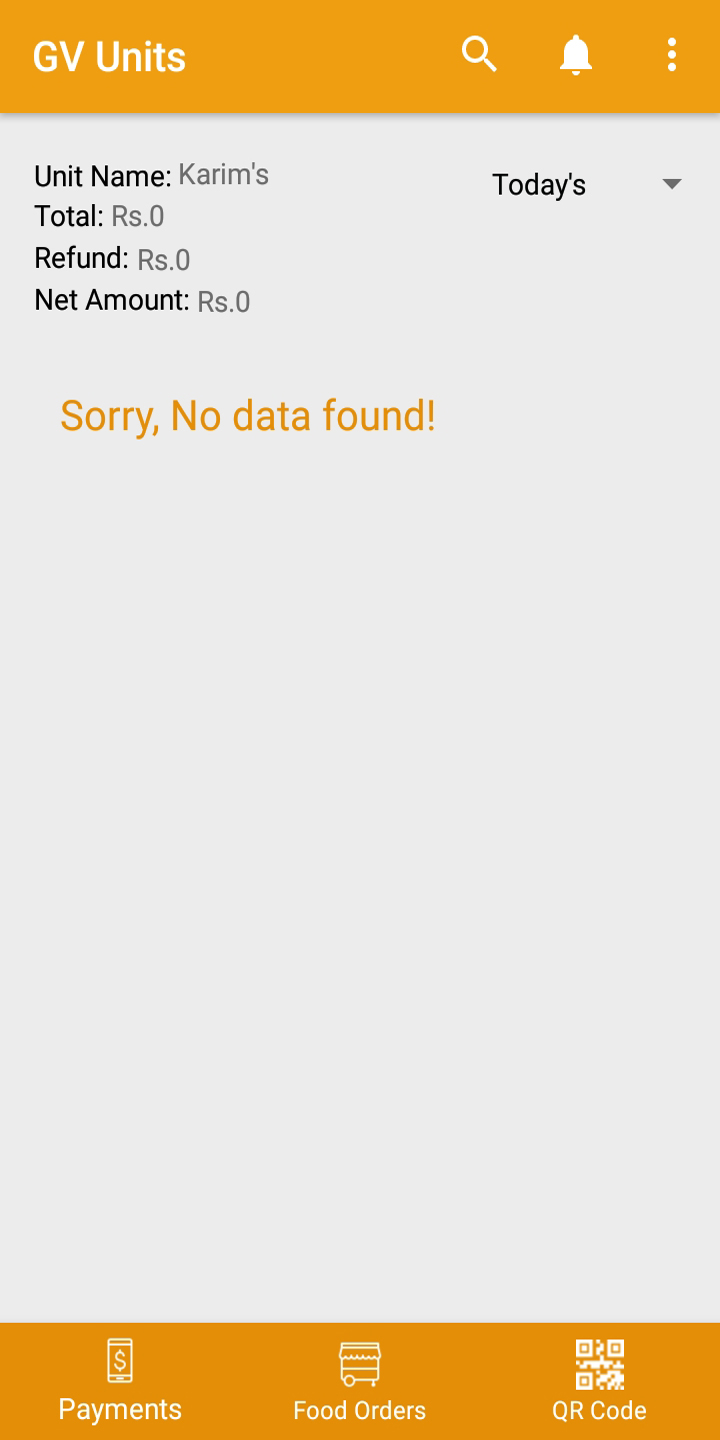 GV Units
Unit Name: Karim's
Today's
Total: Rs.0
Refund: Rs.0
Net Amount: Rs.0
Sorry, No data found!
Payments
Food Orders
QR Code